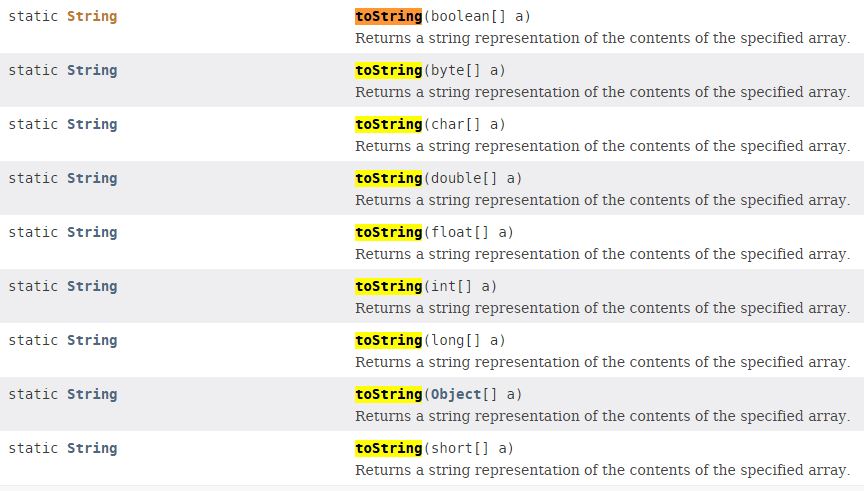 static String toString(boolean[] a)
Returns a string representation of the contents of the specified array.
static String toString(byte[] a)
Returns a string representation of the contents of the specified array.
static String toString(char[] a)
Returns a string representation of the contents of the specified array.
static String toString(double[] a)
Returns a string representation of the contents of the specified array.
static String toString(float[] a)
Returns a string representation of the contents of the specified array.
static String toString(int[] a)
Returns a string representation of the contents of the specified array.
static String toString(long[] a)
Returns a string representation of the contents of the specified array.
static String toString(Object[] a)
Returns a string representation of the contents of the specified array.
static String toString(short[] a)
Returns a string representation of the contents of the specified array.